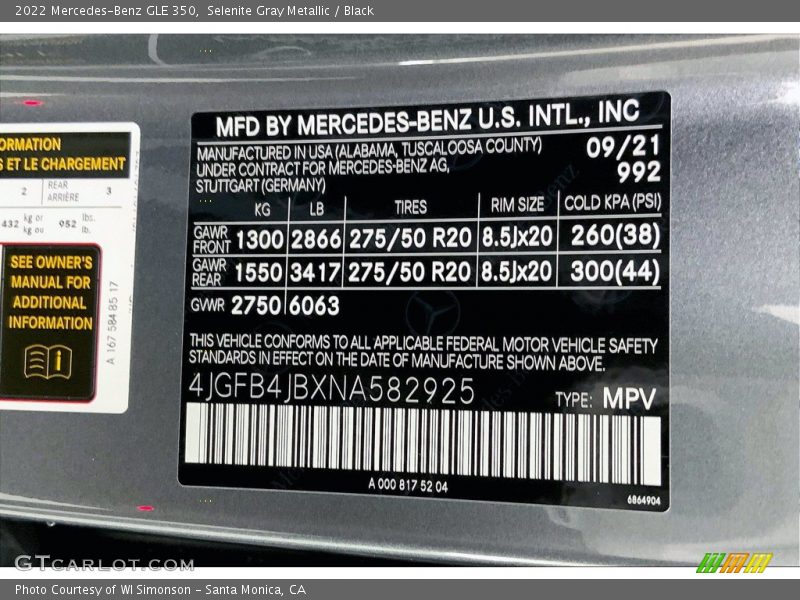 2022 Mercedes-Benz GLE 350,  Selenite Gray Metallic / Black
ORMATION
S ET LE CHARGEMENT
2 REAR ARRIÈRE 3
432 kg or kg ou 952 lbs. lb.
SEE OWNER'S
MANUAL FOR
ADDITIONAL
INFORMATION
A 167 584 85 17
MFD BY MERCEDES-BENZ U.S. INTL., INC
MANUFACTURED IN USA (ALABAMA, TUSCALOOSA COUNTY) 09/21
UNDER CONTRACT FOR MERCEDES-BENZ AG, 992
STUTTGART (GERMANY)
KG LB TIRES RIM SIZE COLD KPA (PSI)
GAWR FRONT 1300 2866 275/50 R20 8.5Jx20 260(38)
GAWR REAR 1550 3417 275/50 R20 8.5Jx20 300(44)
GVWR 2750 6063
THIS VEHICLE CONFORMS TO ALL APPLICABLE FEDERAL MOTOR VEHICLE SAFETY
STANDARDS IN EFFECT ON THE DATE OF MANUFACTURE SHOWN ABOVE.
4JGFB4JBXNA582925 TYPE: MPV
A 000 817 52 04
6864904
GTCARLOT.COM
Photo Courtesy of WI Simonson - Santa Monica, CA